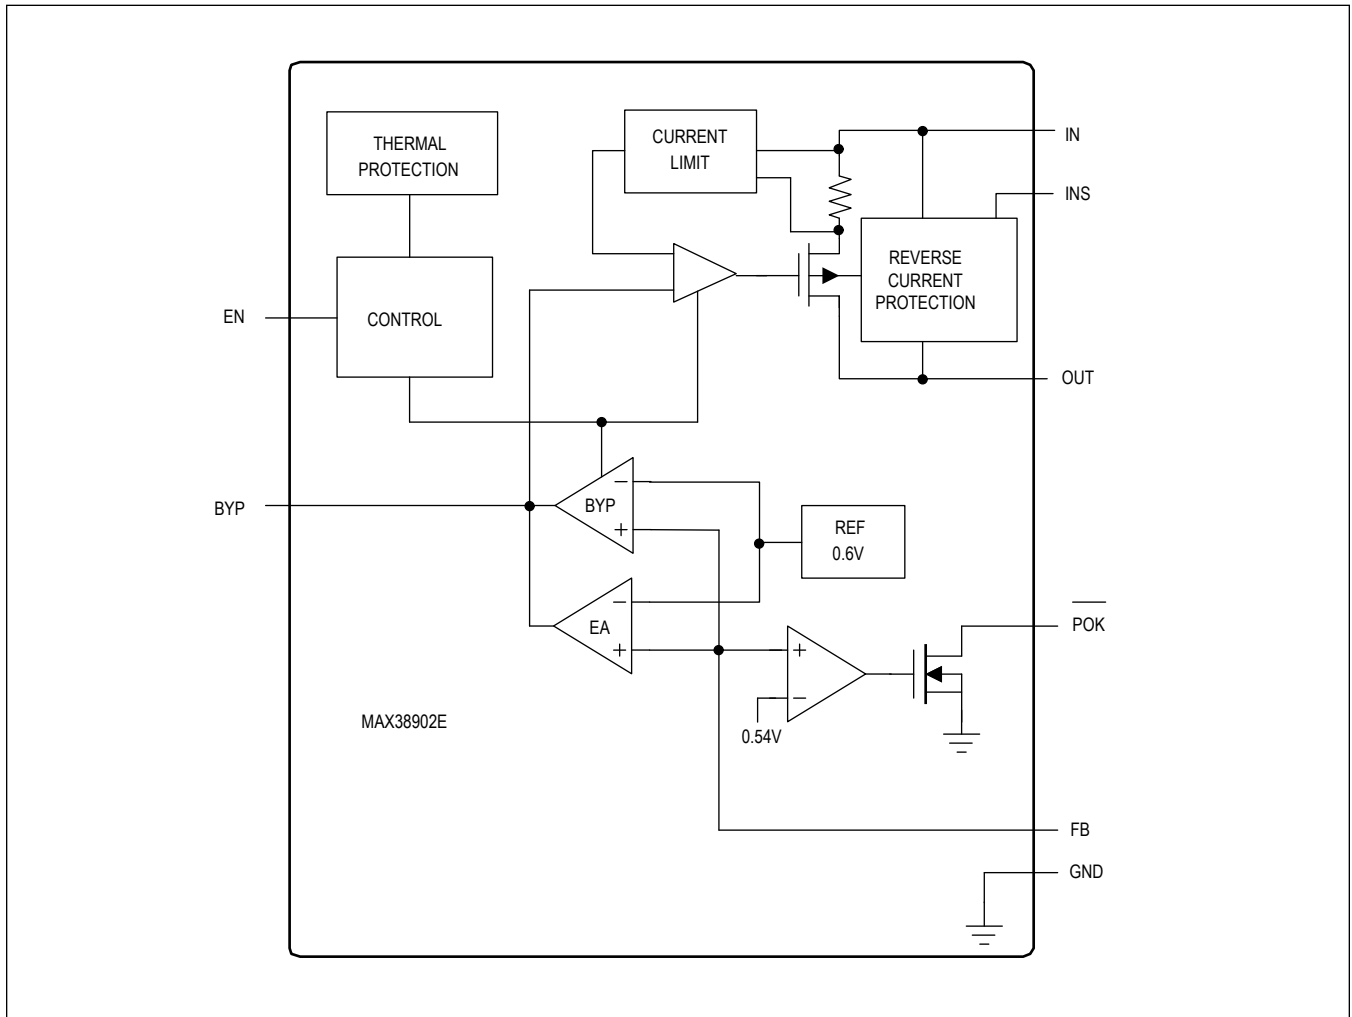 THERMAL
PROTECTION
CURRENT
LIMIT
IN
INS
REVERSE
CURRENT
PROTECTION
EN
CONTROL
OUT
BYP
BYP
−
+
REF
0.6V
EA
−
+
+
−
0.54V
POK
MAX38902E
FB
GND